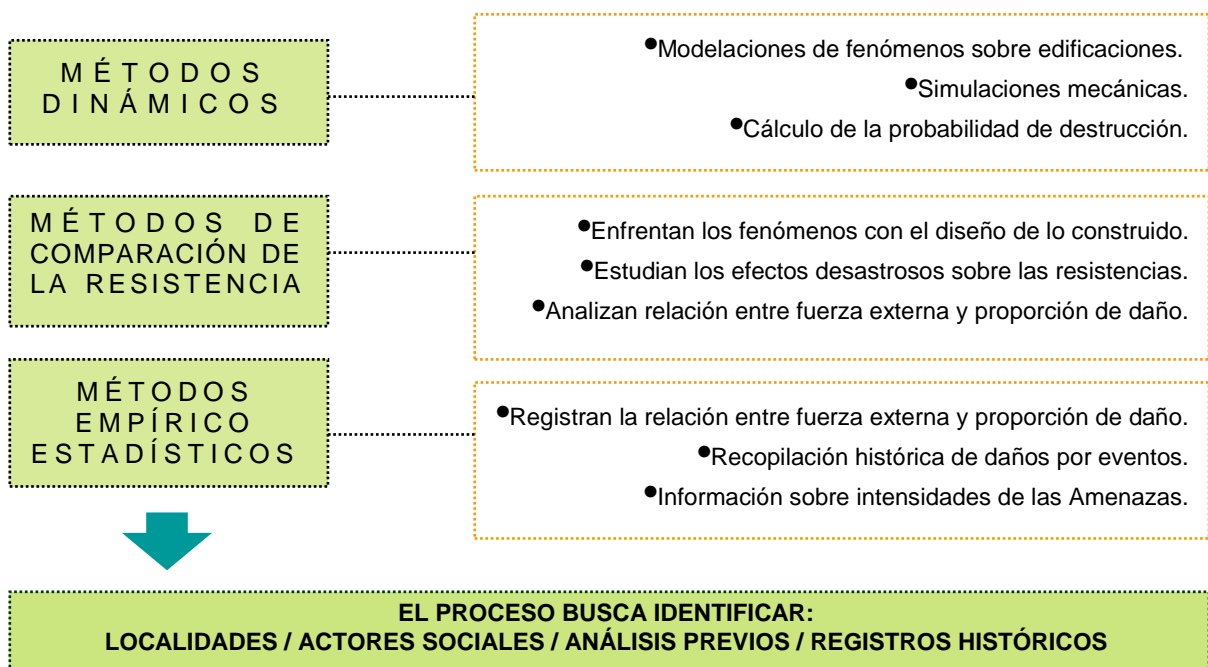 MÉTODOS
DINÁMICOS
●Modelaciones de fenómenos sobre edificaciones.
●Simulaciones mecánicas.
●Cálculo de la probabilidad de destrucción.
MÉTODOS DE
COMPARACIÓN DE
LA RESISTENCIA
●Enfrentan los fenómenos con el diseño de lo construido.
●Estudian los efectos desastrosos sobre las resistencias.
●Analizan relación entre fuerza externa y proporción de daño.
MÉTODOS
EMPÍRICO
ESTADÍSTICOS
●Registran la relación entre fuerza externa y proporción de daño.
●Recopilación histórica de daños por eventos.
●Información sobre intensidades de las Amenazas.
EL PROCESO BUSCA IDENTIFICAR:
LOCALIDADES / ACTORES SOCIALES / ANÁLISIS PREVIOS / REGISTROS HISTÓRICOS